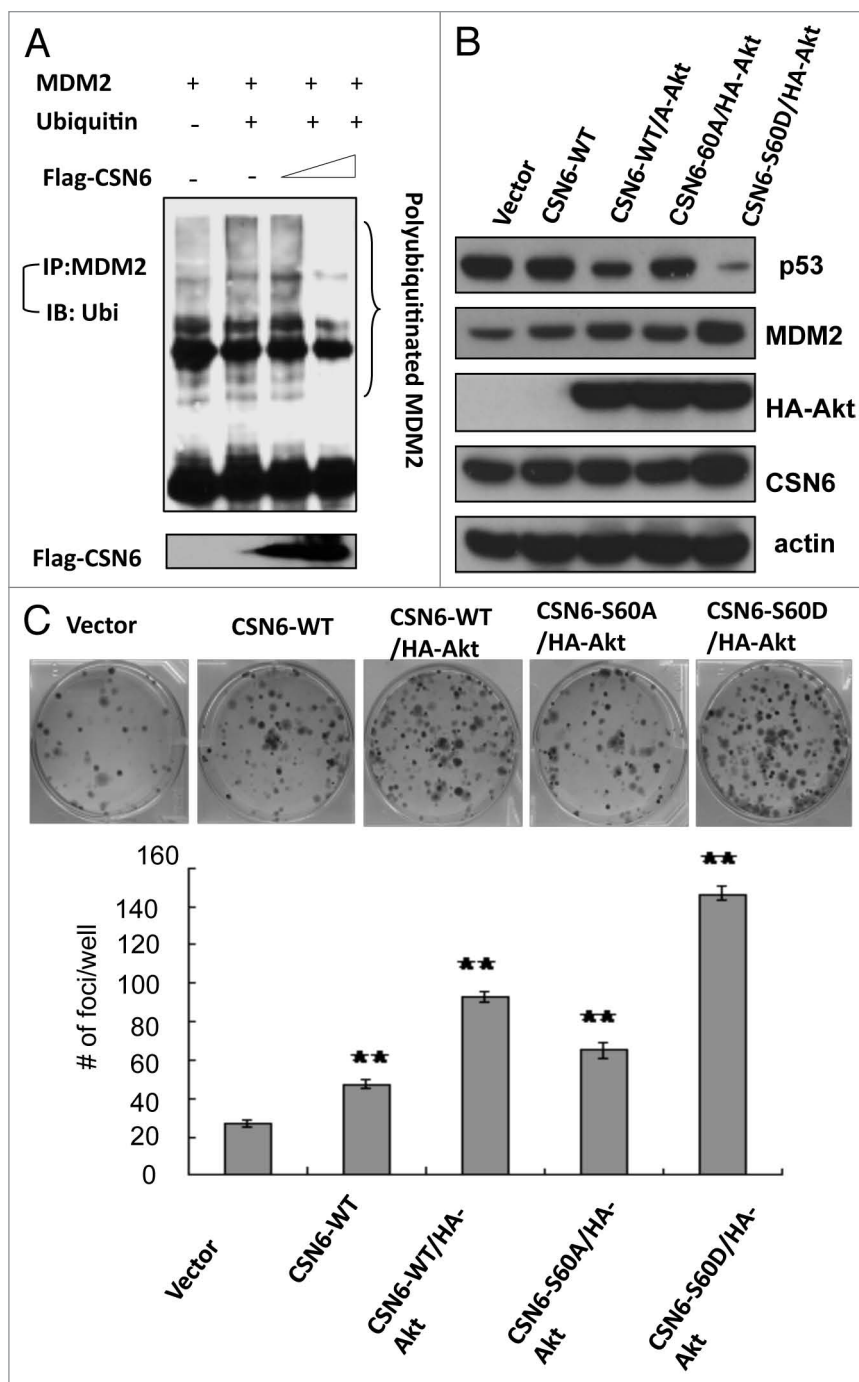 A
MDM2 + + + +
Ubiquitin - + + +
Flag-CSN6 - -
IP:MDM2
IB: Ubi
Polyubiquitinated MDM2
Flag-CSN6
B
Vector
CSN6-WT
CSN6-WT/A-Akt
CSN6-60A/HA-Akt
CSN6-S60D/HA-Akt
p53
MDM2
HA-Akt
CSN6
actin
C
Vector
CSN6-WT
CSN6-WT
/HA-Akt
CSN6-S60A
/HA-Akt
CSN6-S60D
/HA-Akt
# of foci/well
160
140
120
100
80
60
40
20
0
**
**
**
**
Vector
CSN6-WT
CSN6-WT/HA-
Akt
CSN6-S60A/HA-
Akt
CSN6-S60D/HA-
Akt